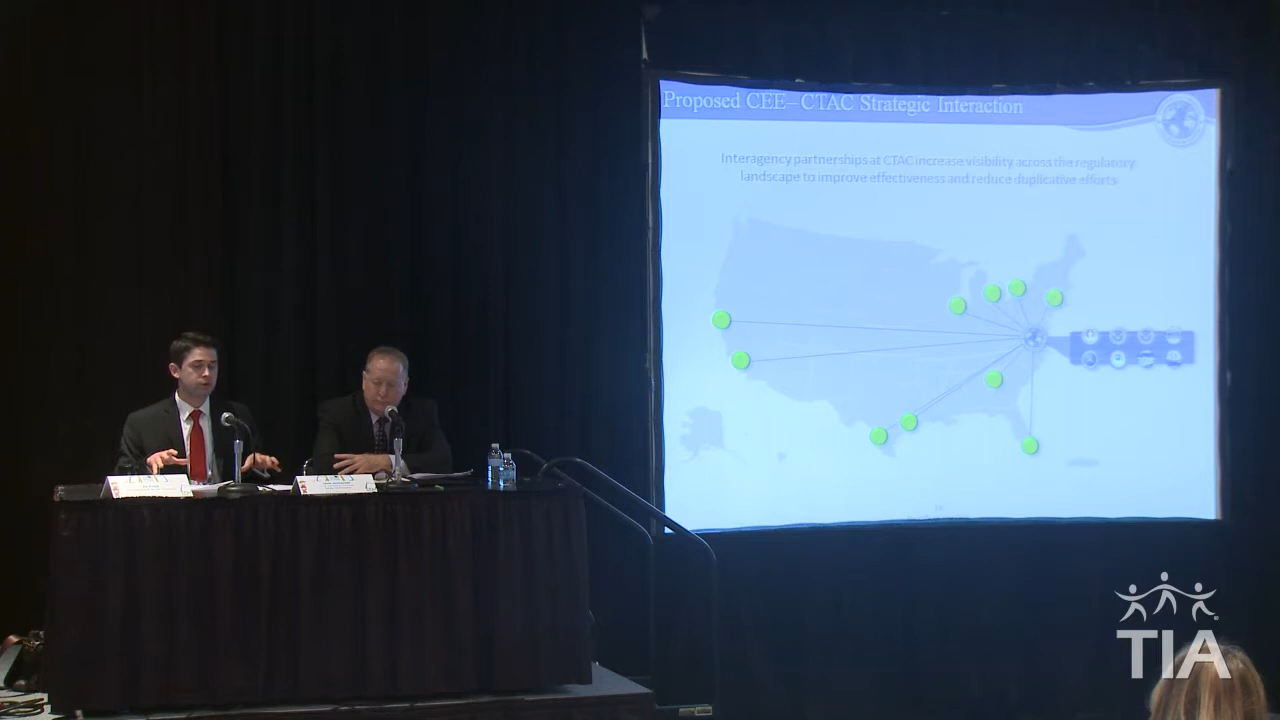 Proposed CEE–CTAC Strategic Interaction
Interagency partnerships at CTAC increase visibility across the regulatory
landscape to improve effectiveness and reduce duplicative efforts
TIA